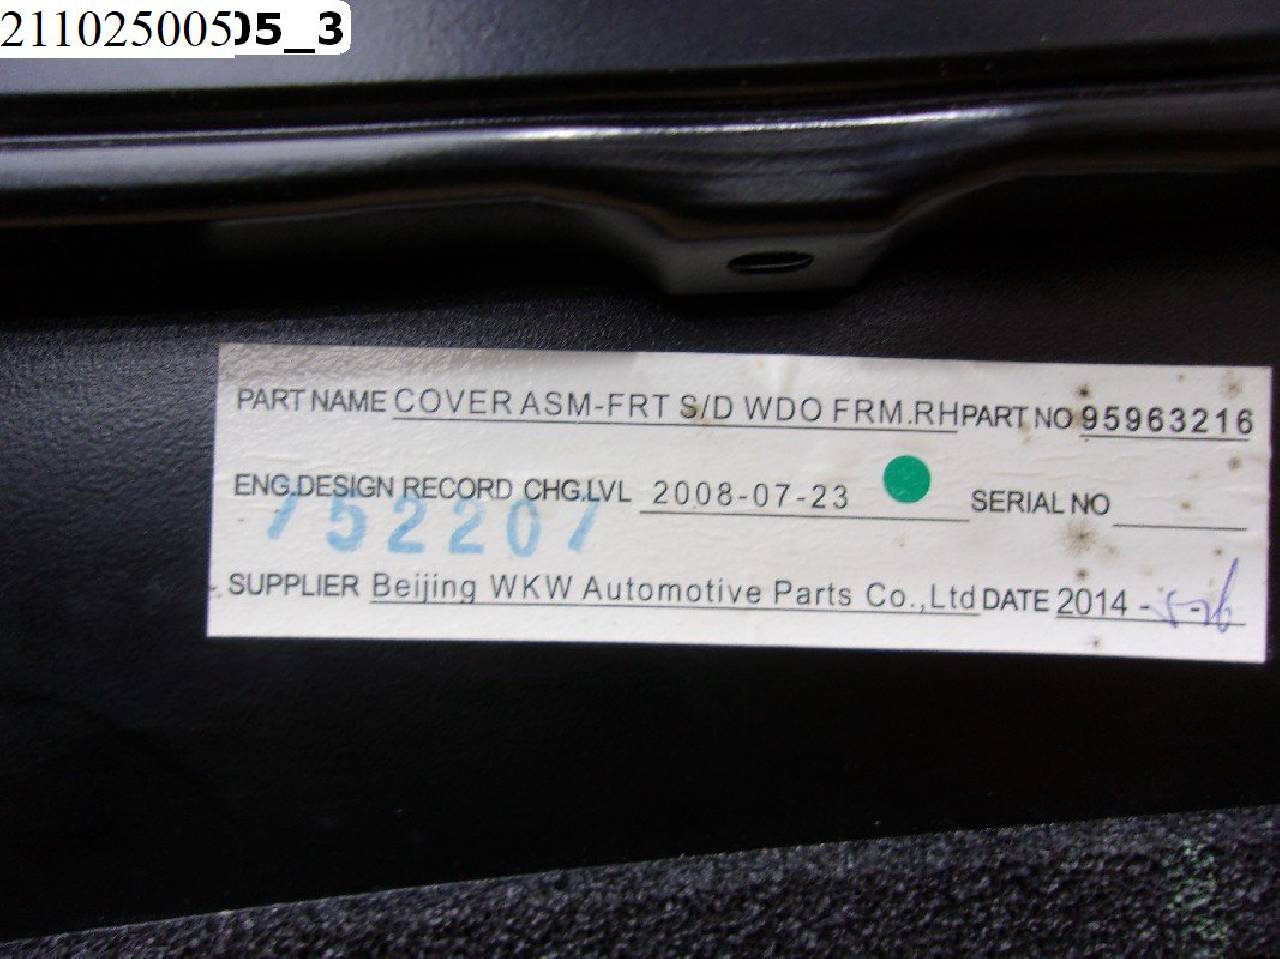 21102500505_3
PART NAME COVER ASM-FRT S/D WDO FRM.RH PART NO 95963216
ENG.DESIGN RECORD CHG.LVL 2008-07-23 SERIAL NO
752207
SUPPLIER Beijing WKW Automotive Parts Co.,Ltd DATE 2014 -